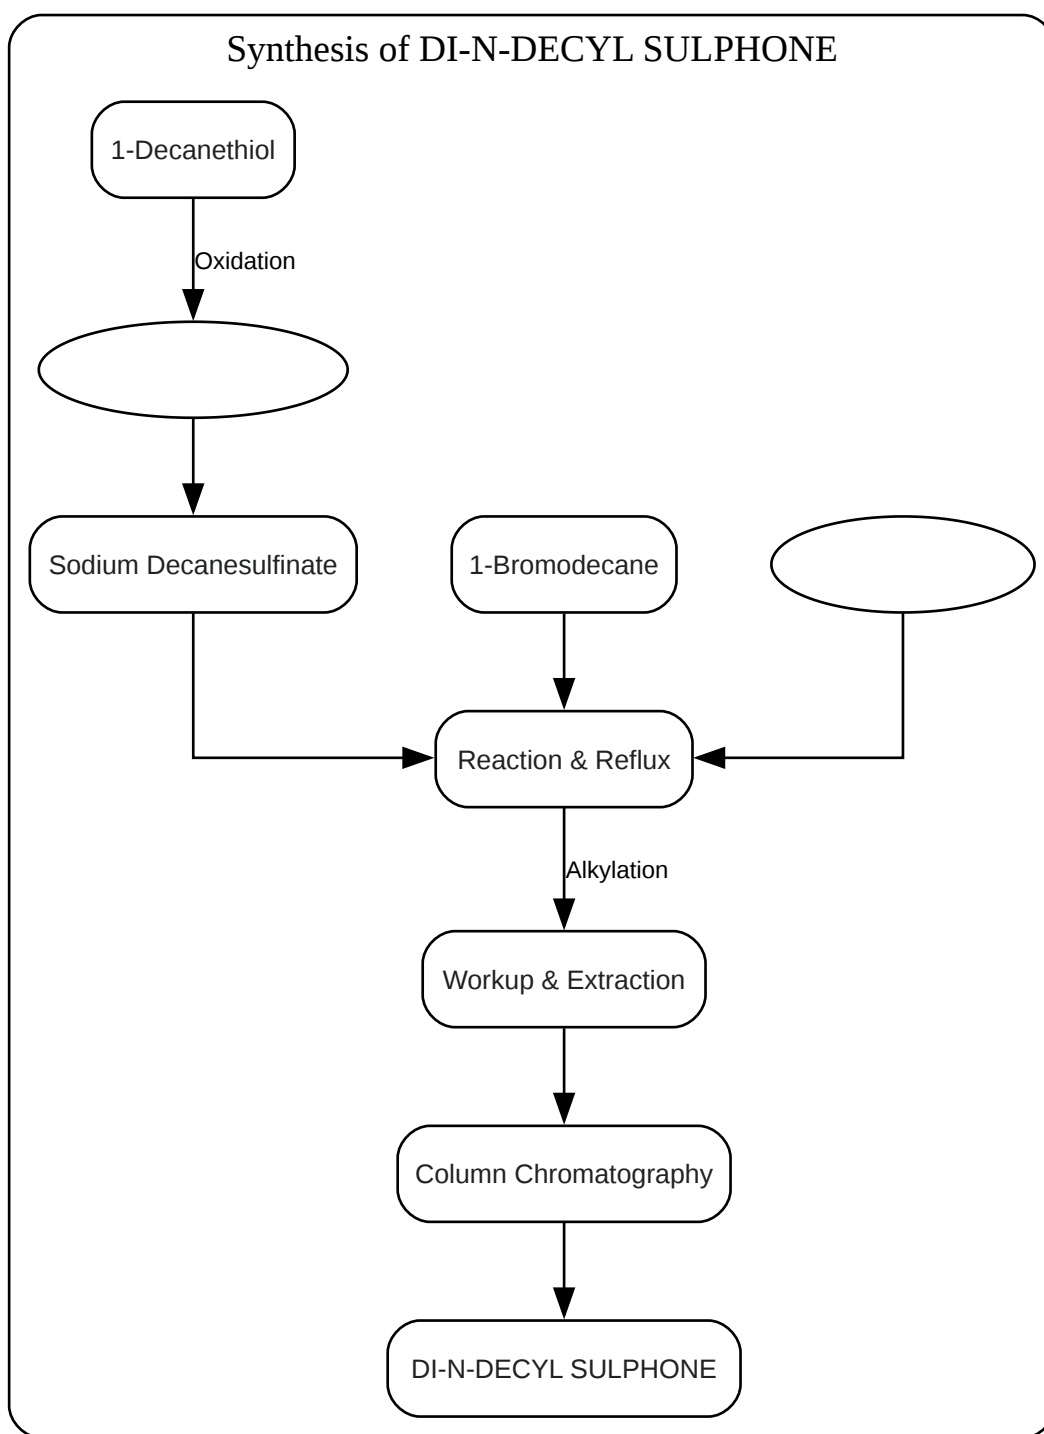 Synthesis of DI-N-DECYL SULPHONE
1-Decanethiol
Oxidation
Sodium Decanesulfinate
1-Bromodecane
Reaction & Reflux
Alkylation
Workup & Extraction
Column Chromatography
DI-N-DECYL SULPHONE